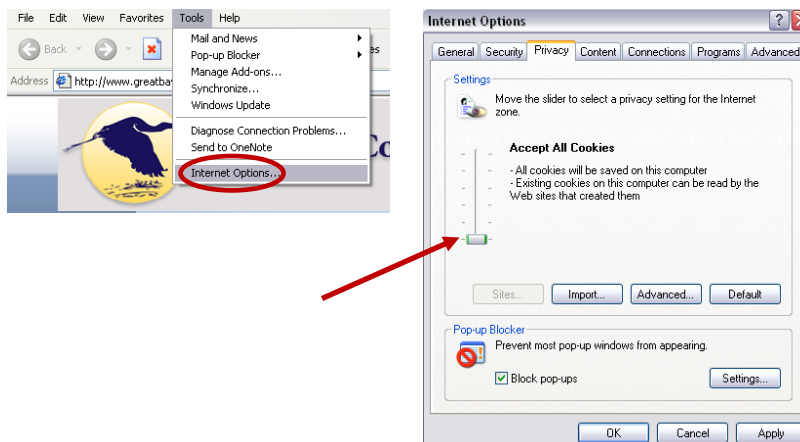 File Edit View Favorites Tools Help
Back
Address http://www.greatba
Mail and News
Pop-up Blocker
Manage Add-ons...
Synchronize...
Windows Update
Diagnose Connection Problems...
Send to OneNote
Internet Options...
es
Co
Internet Options
General Security Privacy Content Connections Programs Advanced
Settings
Move the slider to select a privacy setting for the Internet
zone.
Accept All Cookies
- All cookies will be saved on this computer
- Existing cookies on this computer can be read by the
Web sites that created them
Sites... Import... Advanced... Default
Pop-up Blocker
Prevent most pop-up windows from appearing.
Block pop-ups Settings...
OK Cancel Apply